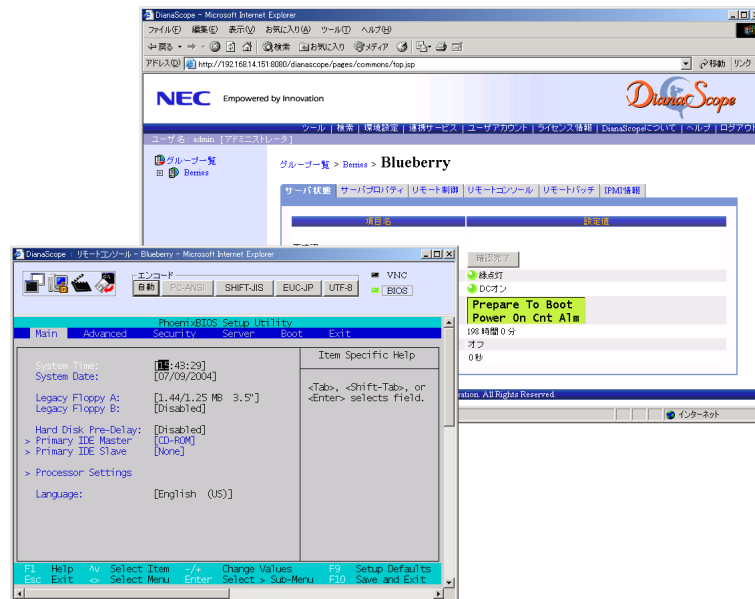 DianaScope - Microsoft Internet Explorer
ファイル(F) 編集(E) 表示(V) お気に入り(A) ツール(T) ヘルプ(H)
戻る 検索 お気に入り メディア
アドレス(D) http://192.168.14.151:8080/dianascope/pages/commons/top.jsp 移動 リンク
NEC Empowered by Innovation DianaScope
ツール | 検索 | 環境設定 | 連携サービス | ユーザアカウント | ライセンス情報 | DianaScopeについて | ヘルプ | ログアウト
ユーザ名: admin [アドミニストレータ]
グループ一覧
Berries
グループ一覧 > Berries > Blueberry
サーバ状態 サーバプロパティ リモート制御 リモートコンソール リモートバッチ IPMI情報
項目名 設定値
確認完了
緑点灯
DCオン
Prepare To Boot
Power On Cnt Alm
198 時間 0 分
オフ
0 秒
ration. All Rights Reserved.
インターネット
DianaScope : リモートコンソール - Blueberry - Microsoft Internet Explorer
エンコード
自動 PC-ANSI SHIFT-JIS EUC-JP UTF-8
VNC
BIOS
PhoenixBIOS Setup Utility
Main Advanced Security Server Boot Exit
Item Specific Help
System Time: [15:43:29]
System Date: [07/09/2004]
<Tab>, <Shift-Tab>, or
<Enter> selects field.
Legacy Floppy A: [1.44/1.25 MB 3.5"]
Legacy Floppy B: [Disabled]
Hard Disk Pre-Delay: [Disabled]
> Primary IDE Master [CD-ROM]
> Primary IDE Slave [None]
> Processor Settings
Language: [English (US)]
F1 Help ^v Select Item -/+ Change Values F9 Setup Defaults
Esc Exit <> Select Menu Enter Select > Sub-Menu F10 Save and Exit